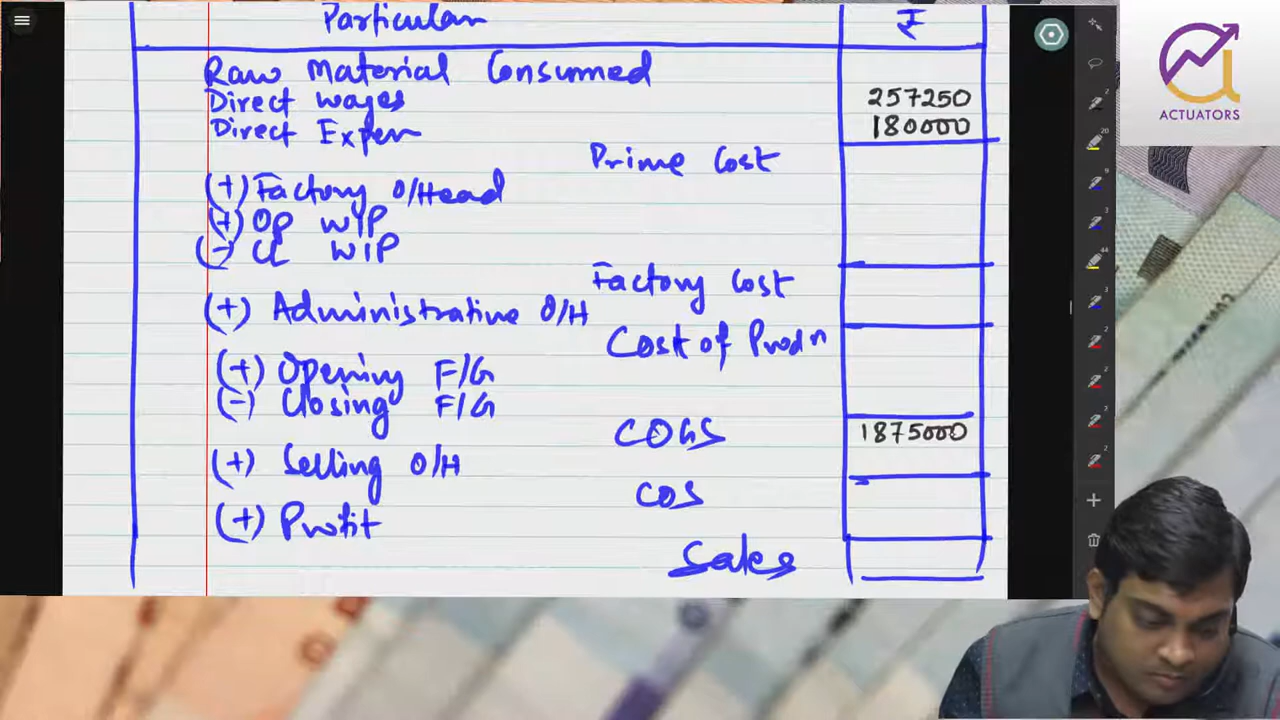 Particular ₹
Raw Material Consumed
Direct Wages 257250
Direct Expen 180000
Prime Cost
(+) Factory O/Head
(+) Op WIP
(-) CL WIP
Factory Cost
(+) Administrative O/H
Cost of Prodn
(+) Opening F/G
(-) Closing F/G
COGS 1875000
(+) Selling O/H
COS
(+) Profit
Sales
ACTUATORS